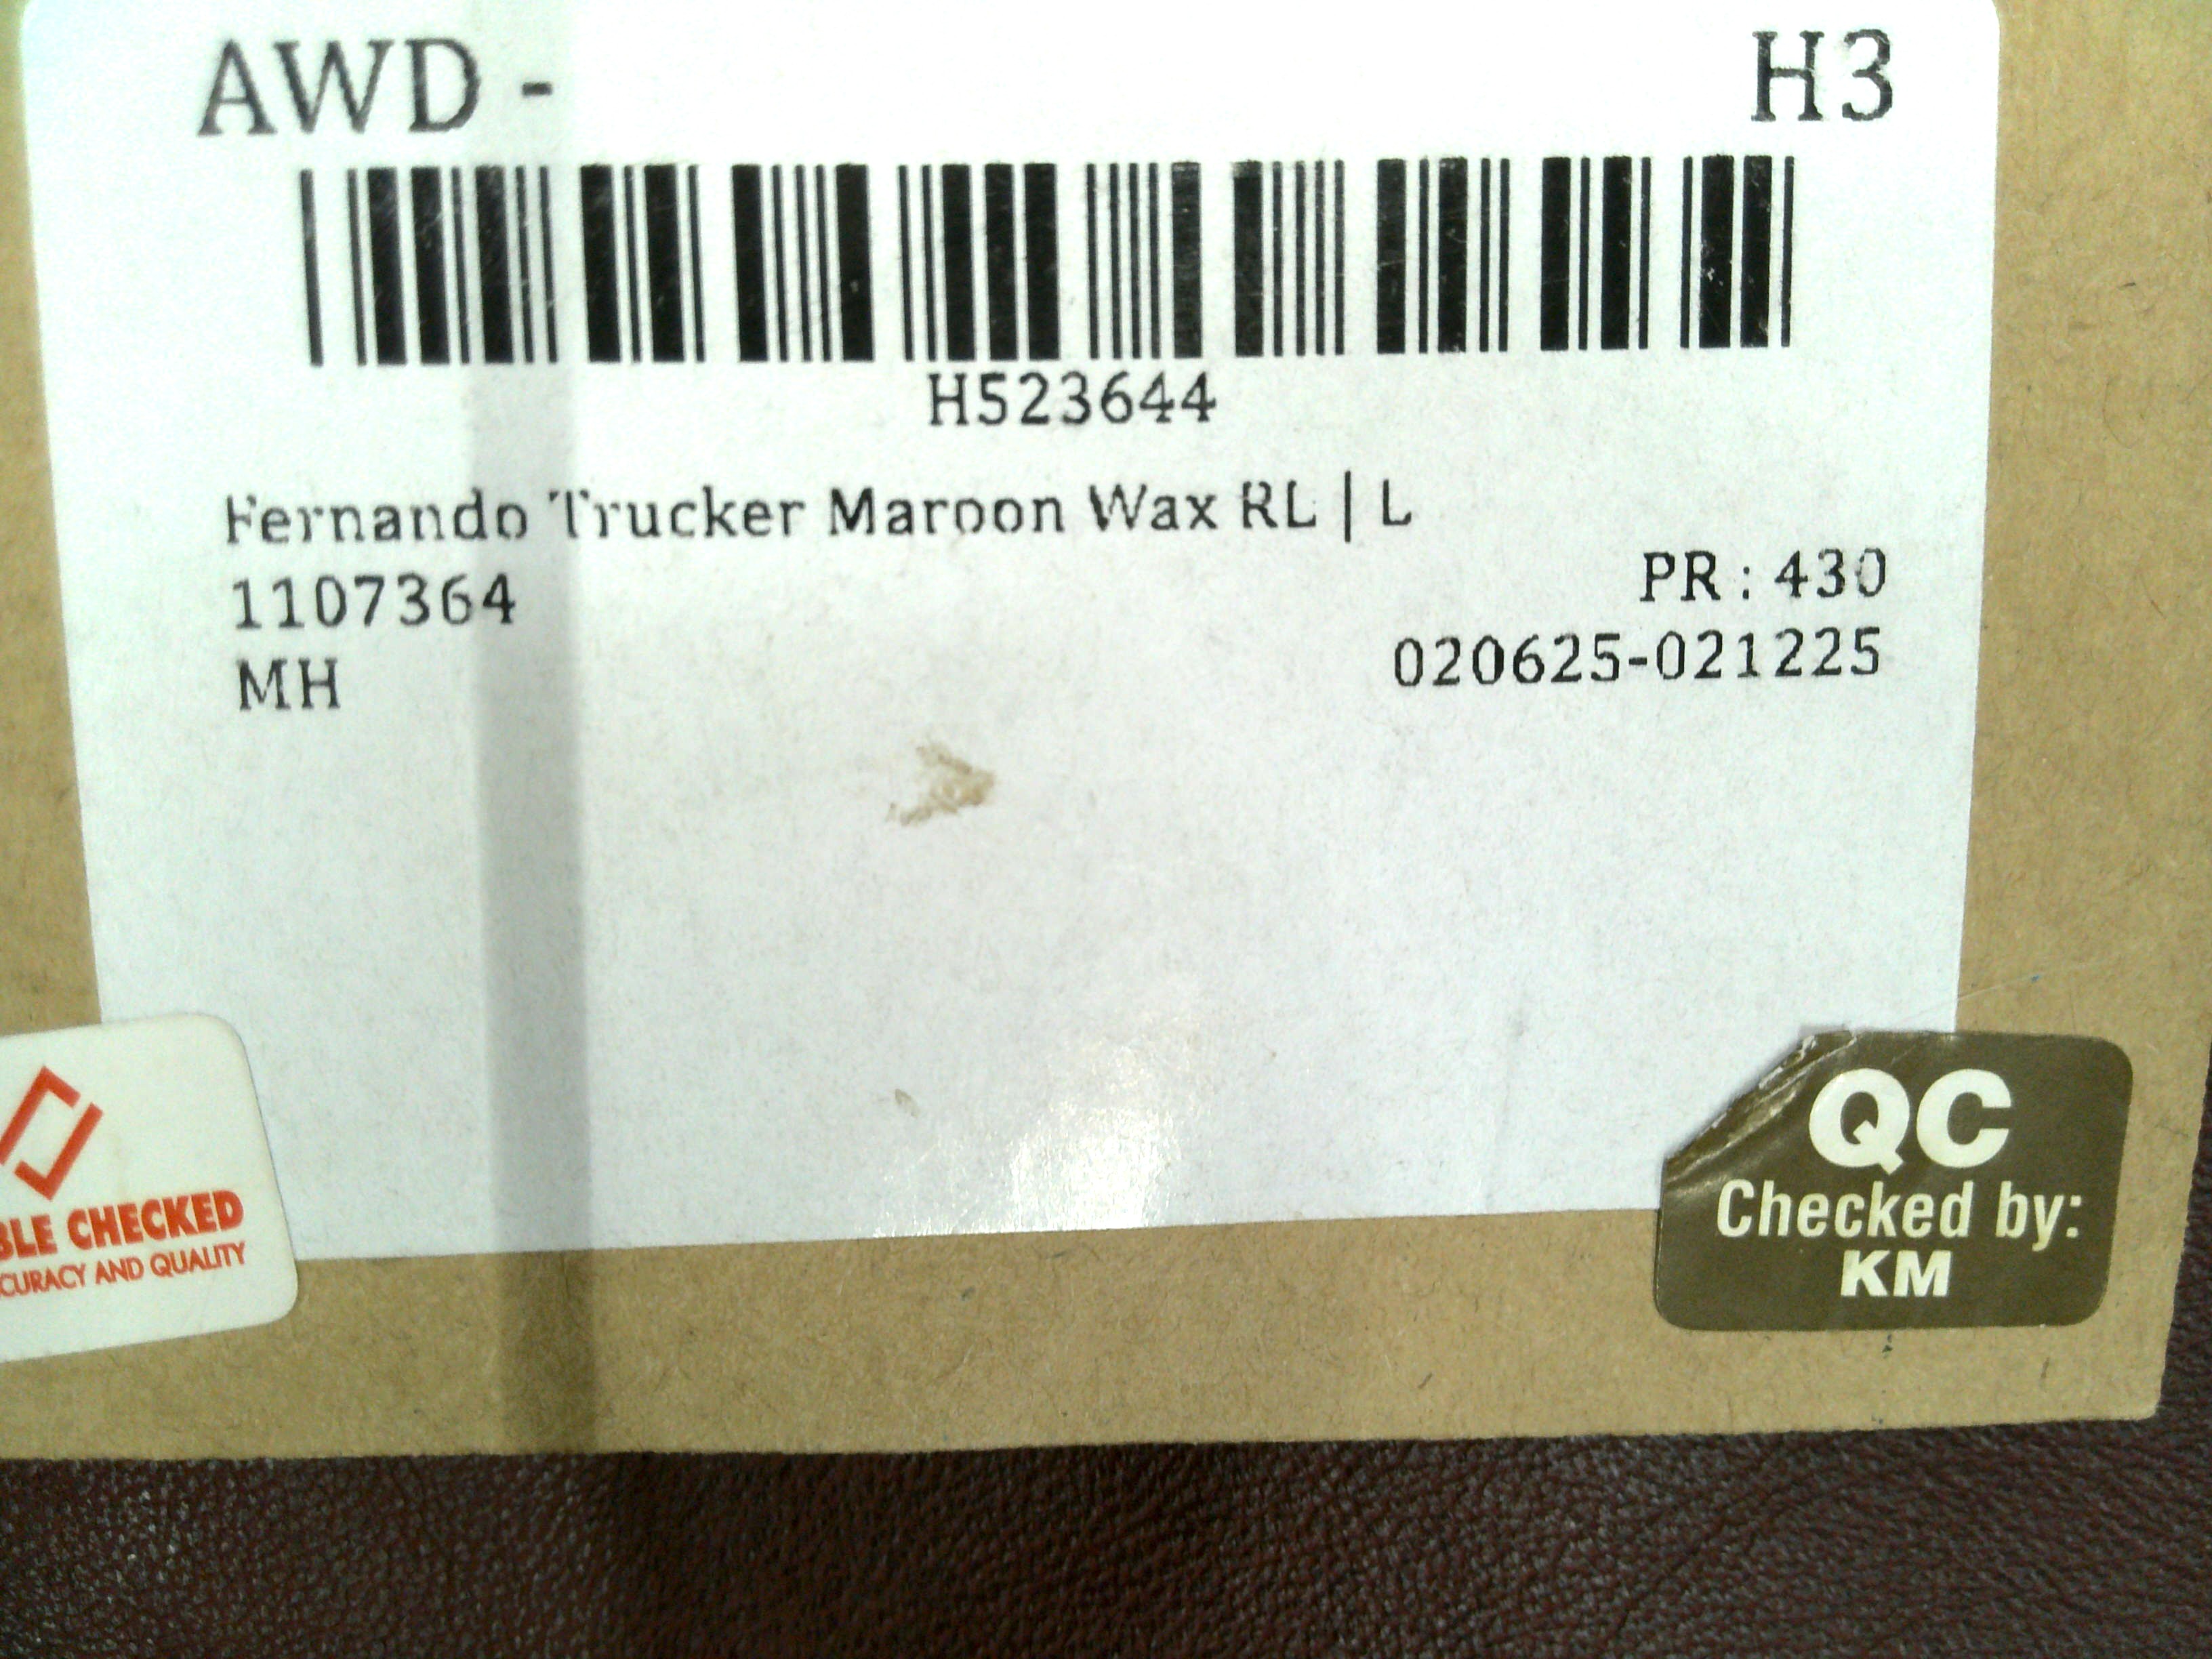 AWD -
H3
H523644
Fernando Trucker Maroon Wax RL | L
1107364
PR : 430
MH
020625-021225
BLE CHECKED
CURACY AND QUALITY
QC
Checked by:
KM